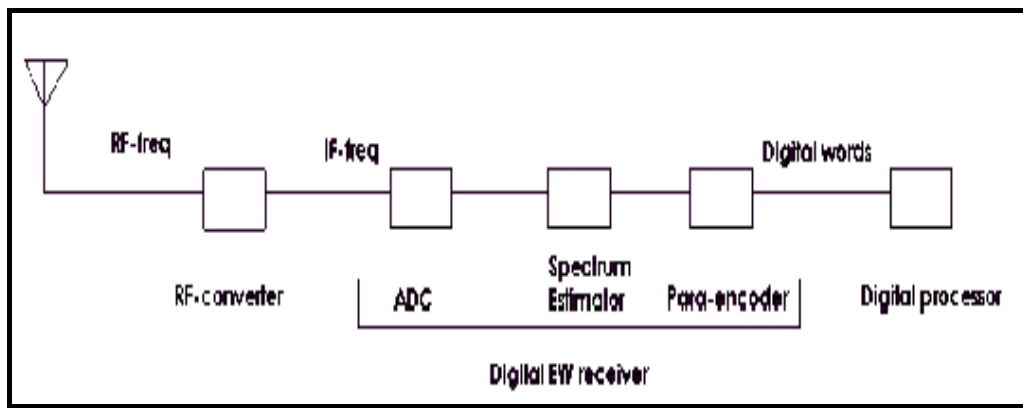 RF-freq
IF-freq
Digital words
RF-converter
ADC
Spectrum
Estimator
Para-encoder
Digital processor
Digital EW receiver